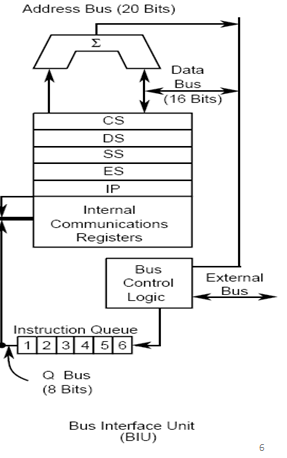 Address Bus (20 Bits)
Σ
Data
Bus
(16 Bits)
CS
DS
SS
ES
IP
Internal
Communications
Registers
Bus
Control
Logic
External
Bus
Instruction Queue
1 2 3 4 5 6
Q Bus
(8 Bits)
Bus Interface Unit
(BIU)
6